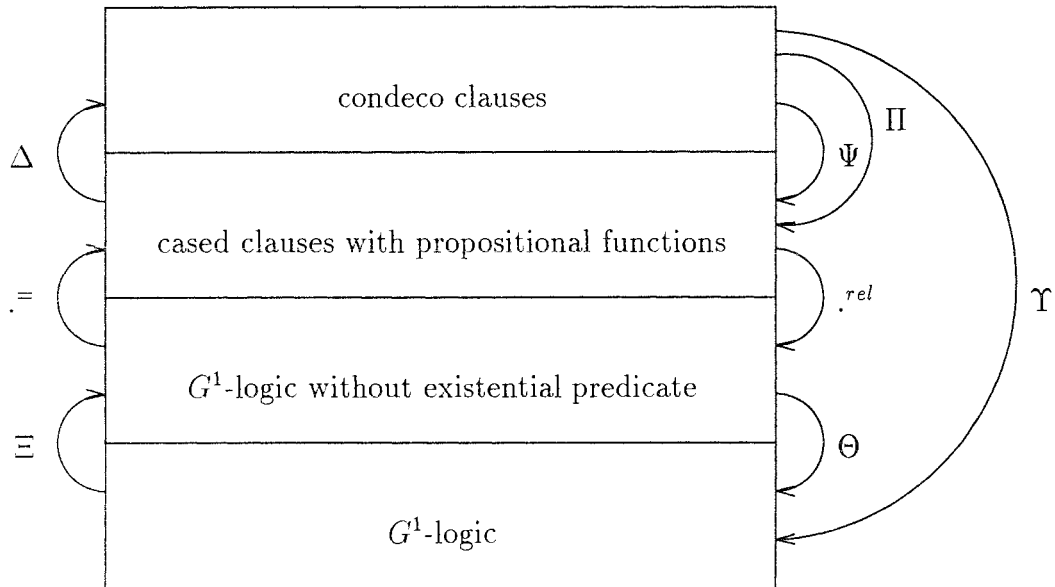 condeco clauses
Π
Δ
Ψ
cased clauses with propositional functions
.=
.rel
Υ
G¹-logic without existential predicate
Ξ
Θ
G¹-logic